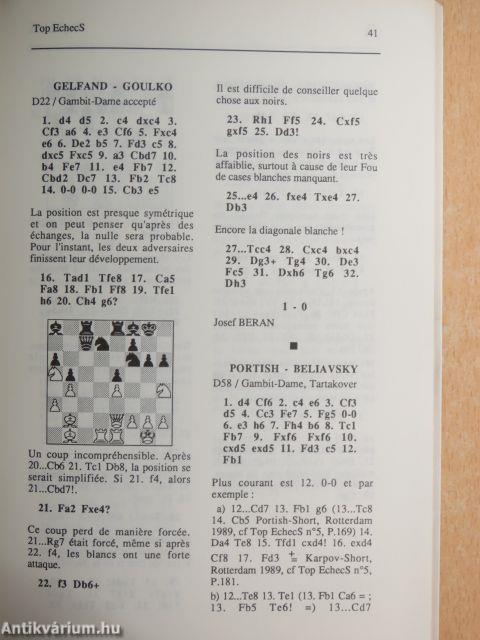 Top EchecS
41
GELFAND - GOULKO
D22 / Gambit-Dame accepté
1. d4 d5 2. c4 dxc4 3.
Cf3 a6 4. e3 Cf6 5. Fxc4
e6 6. De2 b5 7. Fd3 c5 8.
dxc5 Fxc5 9. a3 Cbd7 10.
b4 Fe7 11. e4 Ffb7 12.
Cbd2 Dc7 13. Fb2 Tc8
14. 0-0 0-0 15. Cb3 e5
La position est presque symétrique
et on peut penser qu'après des
échanges, la nulle sera probable.
Pour l'instant, les deux adversaires
finissent leur développement.
16. Tad1 Tfe8 17. Ca5
Fa8 18. Fb1 Ff8 19. Tfe1
h6 20. Ch4 g6?
Un coup incompréhensible. Après
20...Cb6 21. Tc1 Db8, la position se
serait simplifiée. Si 21. f4, alors
21...Cbd7!.
21. Fa2 Fxe4?
Ce coup perd de manière forcée.
21...Rg7 était forcé, même si après
22. f4, les blancs ont une forte
attaque.
22. f3 Db6+
Il est difficile de conseiller quelque
chose aux noirs.
23. Rh1 Ff5 24. Cxf5
gxf5 25. Dd3!
La position des noirs est très
affaiblie, surtout à cause de leur Fou
de cases blanches manquant.
25...e4 26. fxe4 Txe4 27.
Db3
Encore la diagonale blanche !
27...Tcc4 28. Cxc4 bxc4
29. Dg3+ Tg4 30. De3
Fc5 31. Dxh6 Tg6 32.
Dh3
1 - 0
Josef BERAN
PORTISH - BELIAVSKY
D58 / Gambit-Dame, Tartakover
1. d4 Cf6 2. c4 e6 3. Cf3
d5 4. Cc3 Fe7 5. Fg5 0-0
6. e3 h6 7. Fh4 b6 8. Tc1
Fb7 9. Fxf6 Fxf6 10.
cxd5 exd5 11. Fd3 c5 12.
Fb1
Plus courant est 12. 0-0 et par
exemple :
a) 12...Cd7 13. Fb1 g6 (13...Tc8
14. Cb5 Portish-Short, Rotterdam
1989, cf Top EchecS n°5, P.169) 14.
Da4 Te8 15. Tfd1 cxd4! 16. exd4
Cf8 17. Fd3 ⩲ Karpov-Short,
Rotterdam 1989, cf Top EchecS n°5,
P.181.
b) 12...Te8 13. Te1 (13. Fb1 Ca6 = ;
13. Fb5 Te6! =) 13...Cd7
Antikvárium.hu